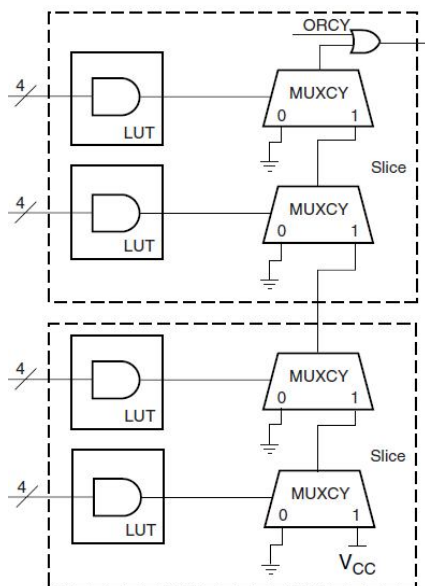 ORCY
4
MUXCY
0 1
LUT
Slice
4
MUXCY
0 1
LUT
4
MUXCY
0 1
LUT
Slice
4
MUXCY
0 1
LUT
VCC